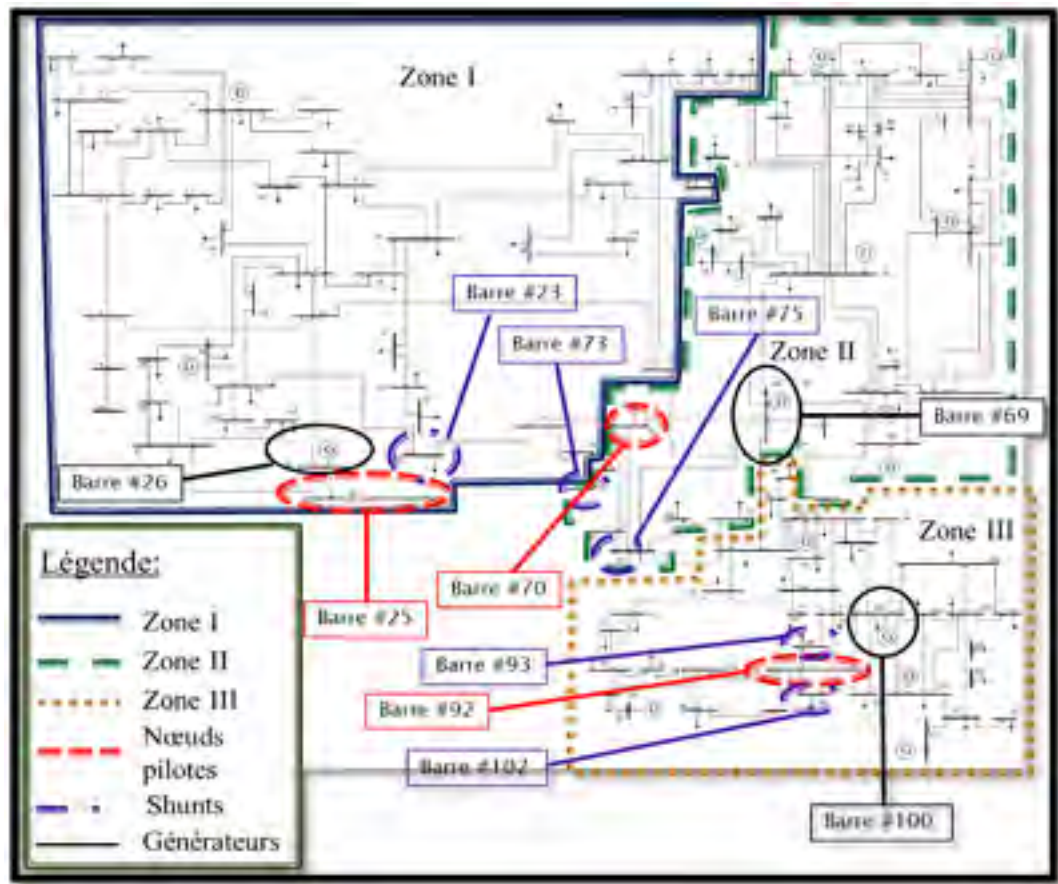 Zone I
Barre #23
Barre #73
Barre #75
Zone II
Barre #69
Barre #26
Zone III
Barre #70
Barre #25
Barre #93
Barre #92
Barre #102
Barre #100
Légende:
Zone I
Zone II
Zone III
Nœuds
pilotes
Shunts
Générateurs